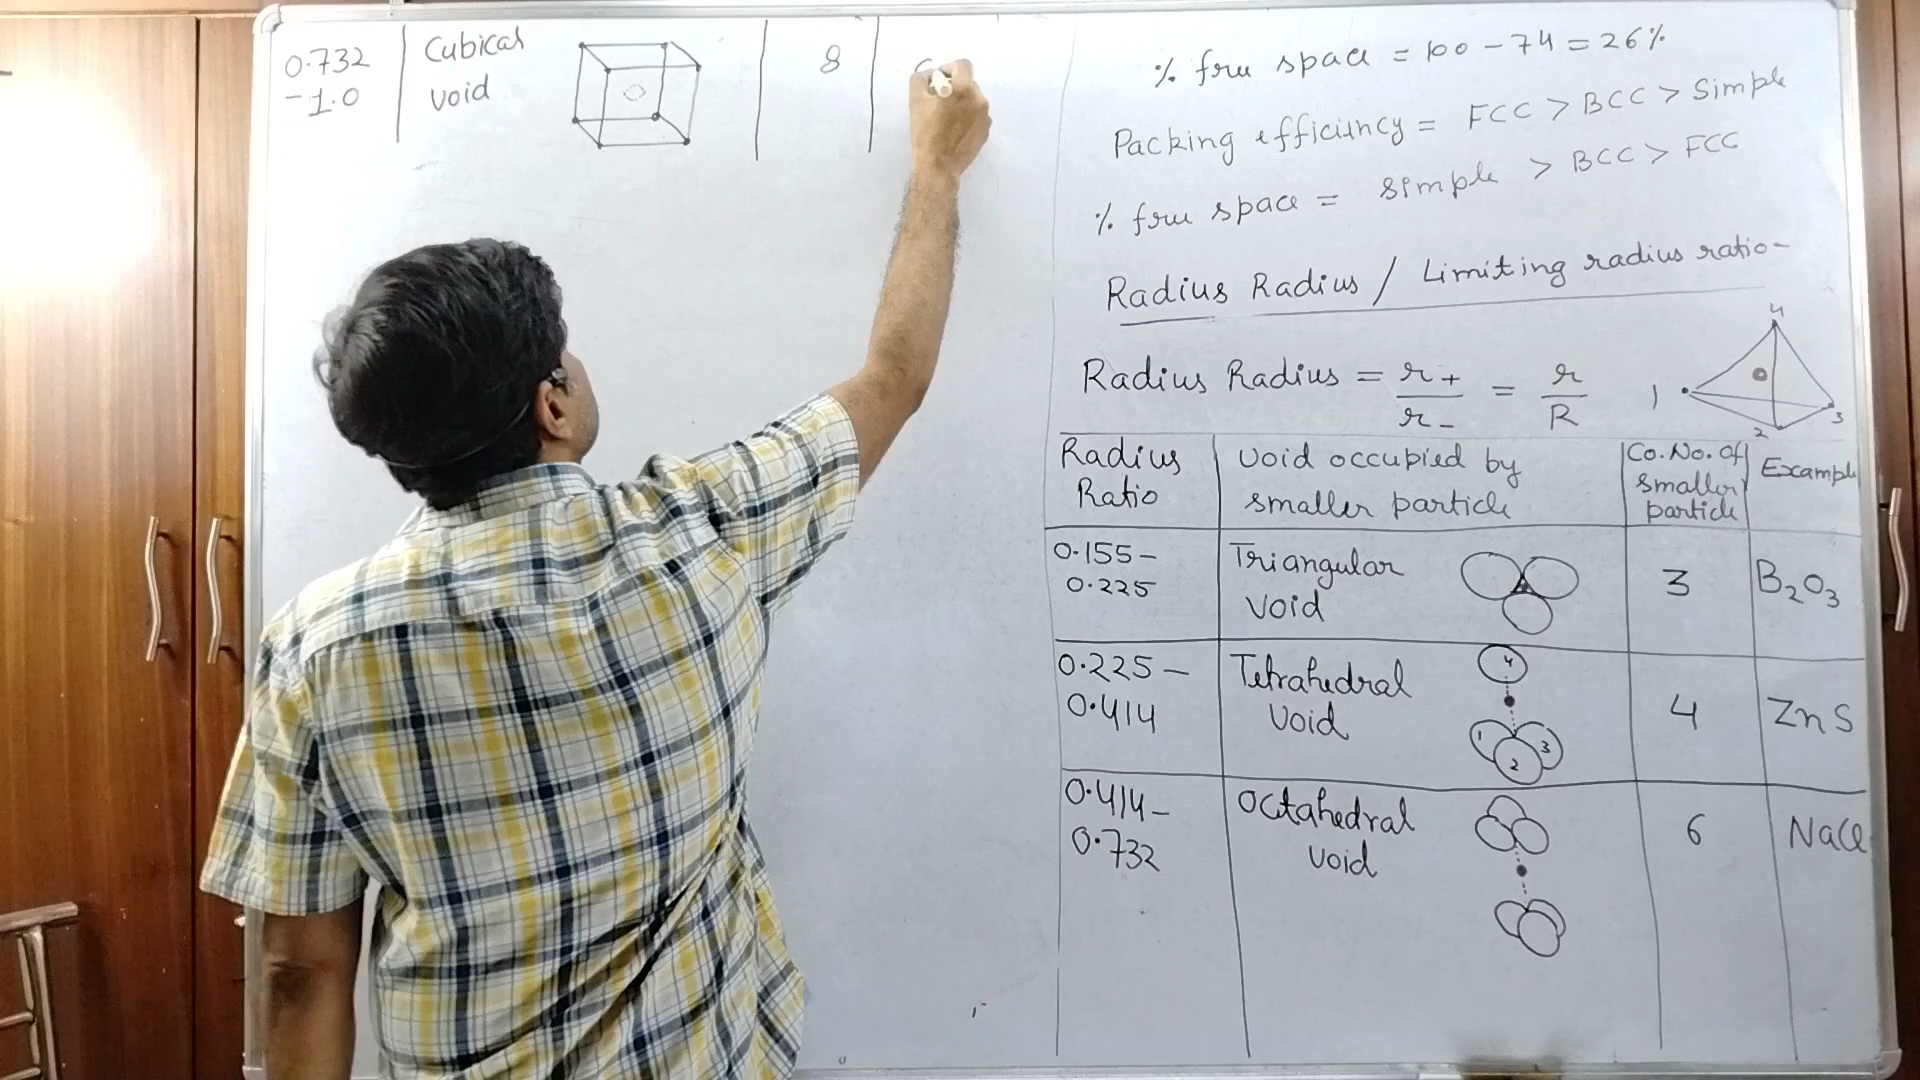 0.732 - 1.0 Cubical void 8
% free space = 100 - 74 = 26%
Packing efficiency = FCC > BCC > Simple
% free space = simple > BCC > FCC
Radius Radius / Limiting radius ratio-
Radius Radius = r+ / r- = r / R
1 2 3 4
Radius Ratio void occupied by smaller particle Co. No. of smaller particle Example
0.155 - 0.225 Triangular void 3 B₂O₃
0.225 - 0.414 Tetrahedral void 4 1 2 3 4 ZnS
0.414 - 0.732 Octahedral void 6 NaCl